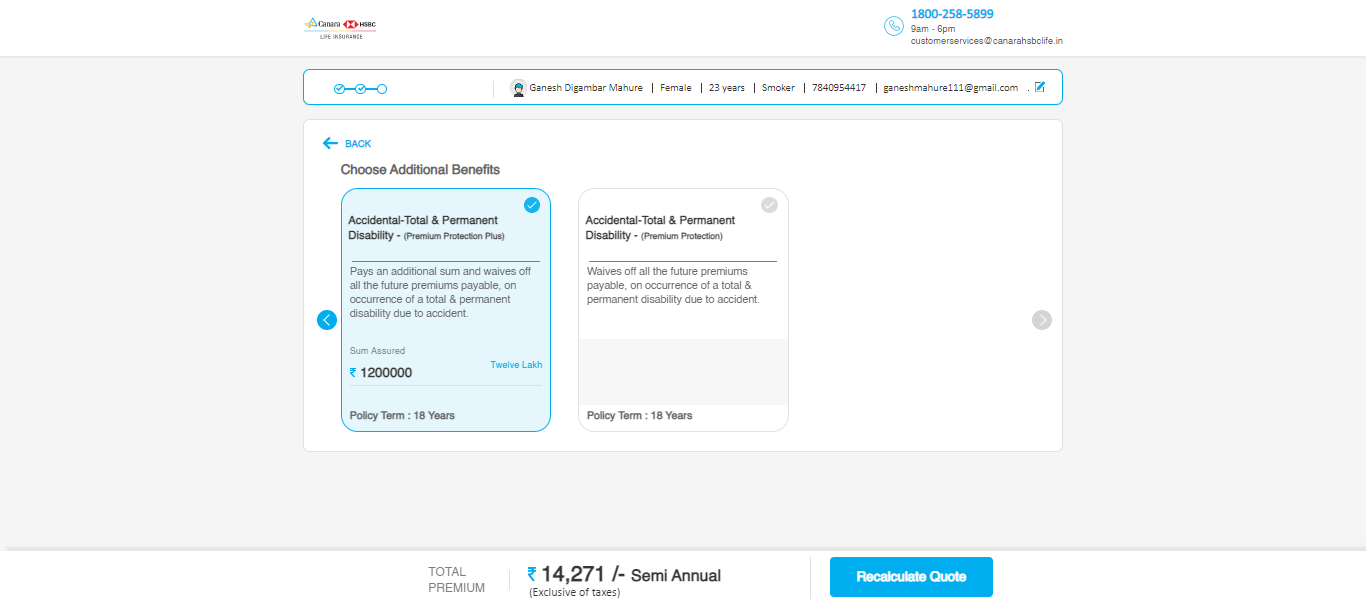 Canara HSBC
LIFE INSURANCE
1800-258-5899
9am - 6pm
customerservices@canarahsbclife.in
Ganesh Digambar Mahure | Female | 23 years | Smoker | 7840954417 | ganeshmahure111@gmail.com .
BACK
Choose Additional Benefits
Accidental-Total & Permanent
Disability - (Premium Protection Plus)
Pays an additional sum and waives off
all the future premiums payable, on
occurrence of a total & permanent
disability due to accident.
Sum Assured
Twelve Lakh
₹ 1200000
Policy Term : 18 Years
Accidental-Total & Permanent
Disability - (Premium Protection)
Waives off all the future premiums
payable, on occurrence of a total &
permanent disability due to accident.
Policy Term : 18 Years
TOTAL
PREMIUM
₹ 14,271 /- Semi Annual
(Exclusive of taxes)
Recalculate Quote